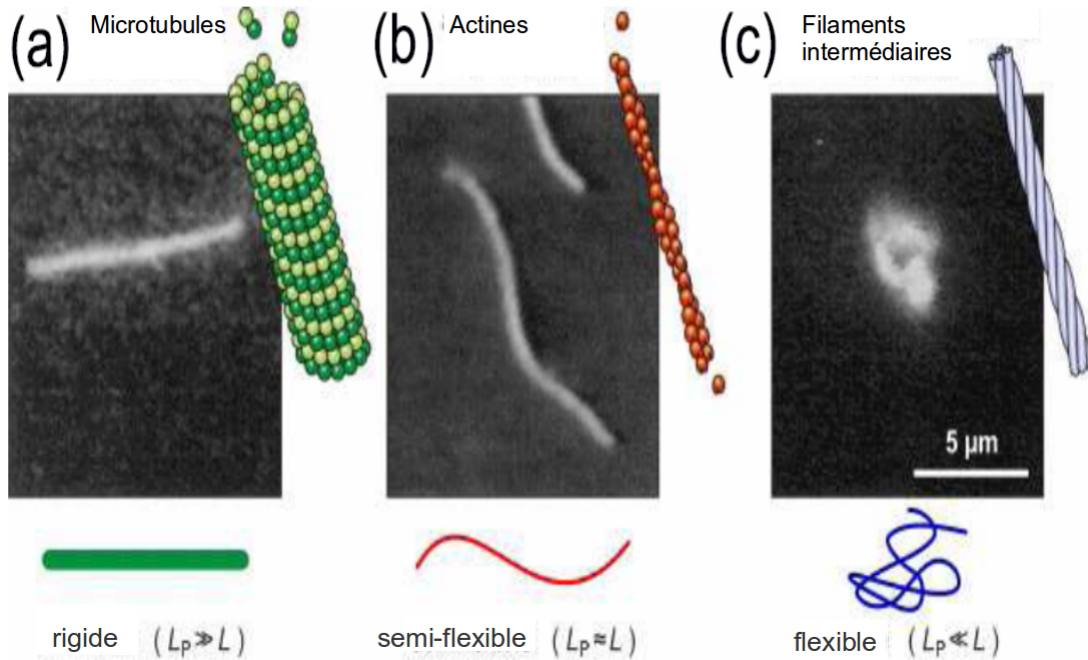 (a) Microtubules
(b) Actines
(c) Filaments
intermédiaires
5 µm
rigide (Lₚ ≫ L)
semi-flexible (Lₚ ≈ L)
flexible (Lₚ ≪ L)